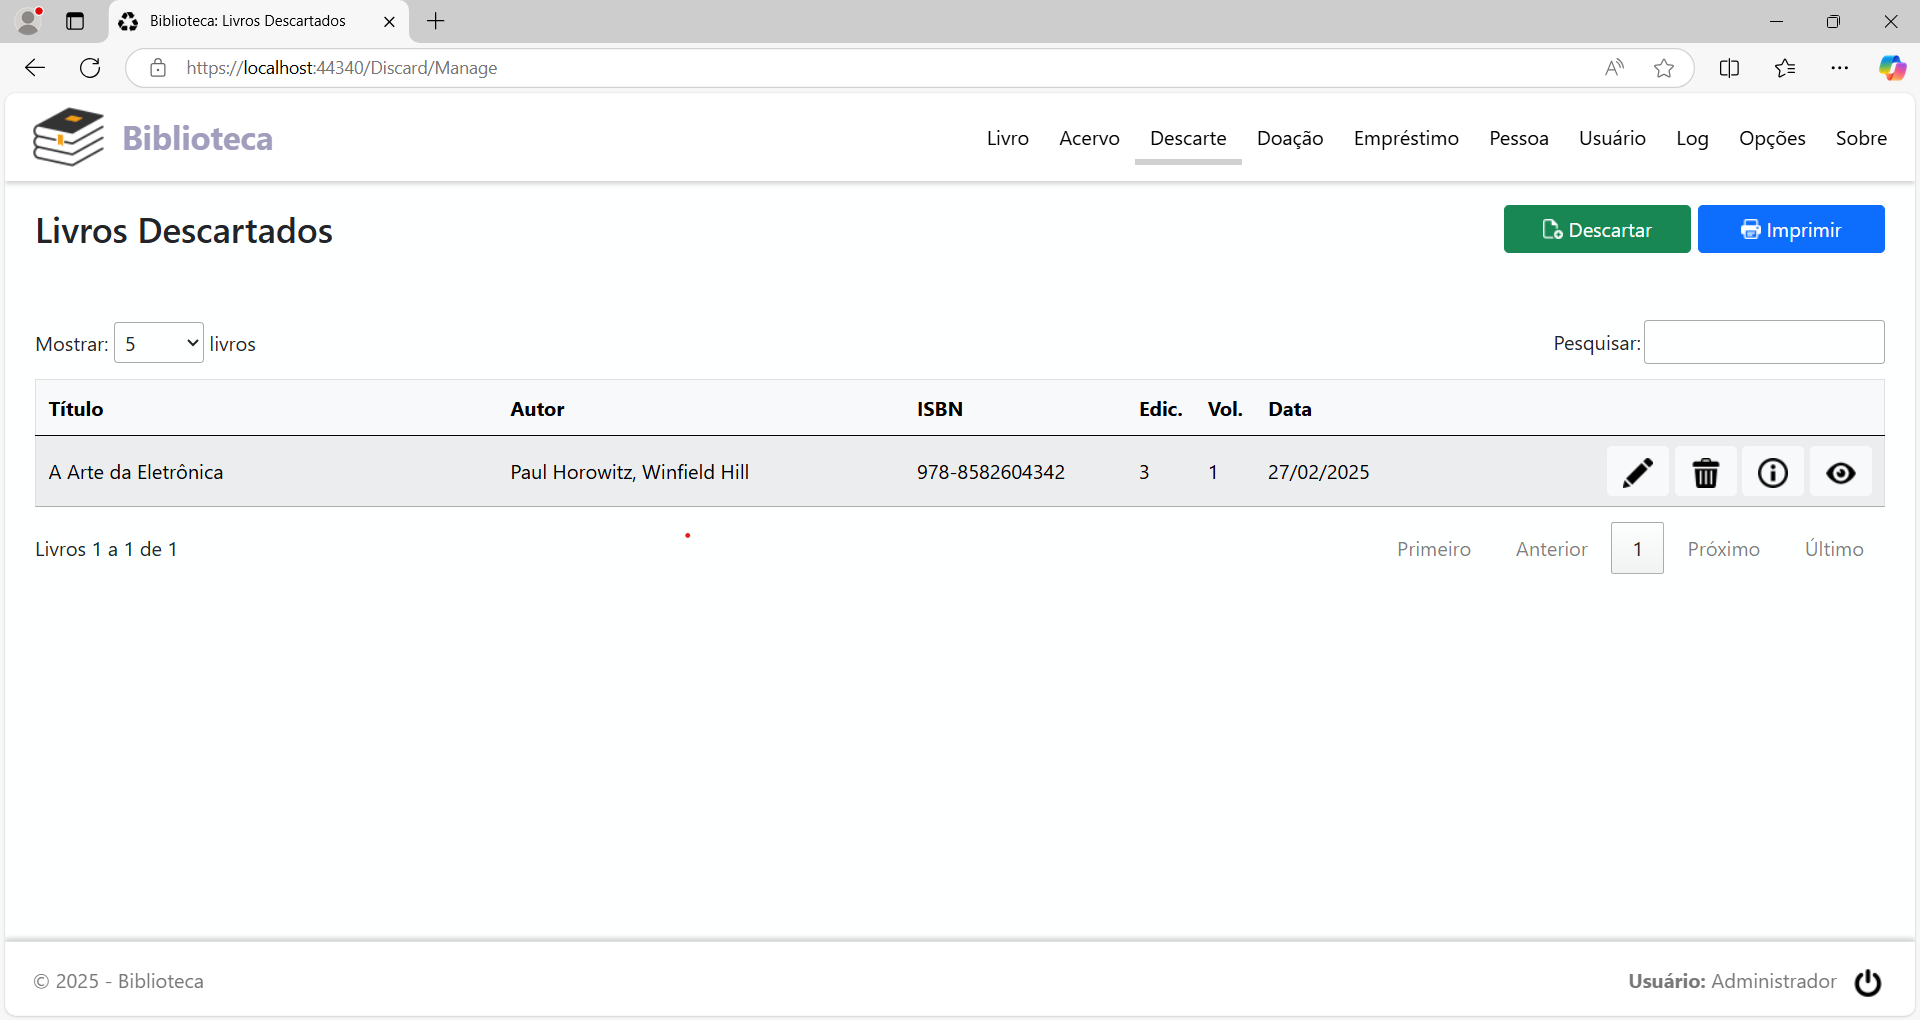 Biblioteca: Livros Descartados
https://localhost:44340/Discard/Manage
Biblioteca
Livro Acervo Descarte Doação Empréstimo Pessoa Usuário Log Opções Sobre
Livros Descartados
Descartar Imprimir
Mostrar: 5 livros Pesquisar:
Título Autor ISBN Edic. Vol. Data
A Arte da Eletrônica Paul Horowitz, Winfield Hill 978-8582604342 3 1 27/02/2025
Livros 1 a 1 de 1 Primeiro Anterior 1 Próximo Último
© 2025 - Biblioteca Usuário: Administrador